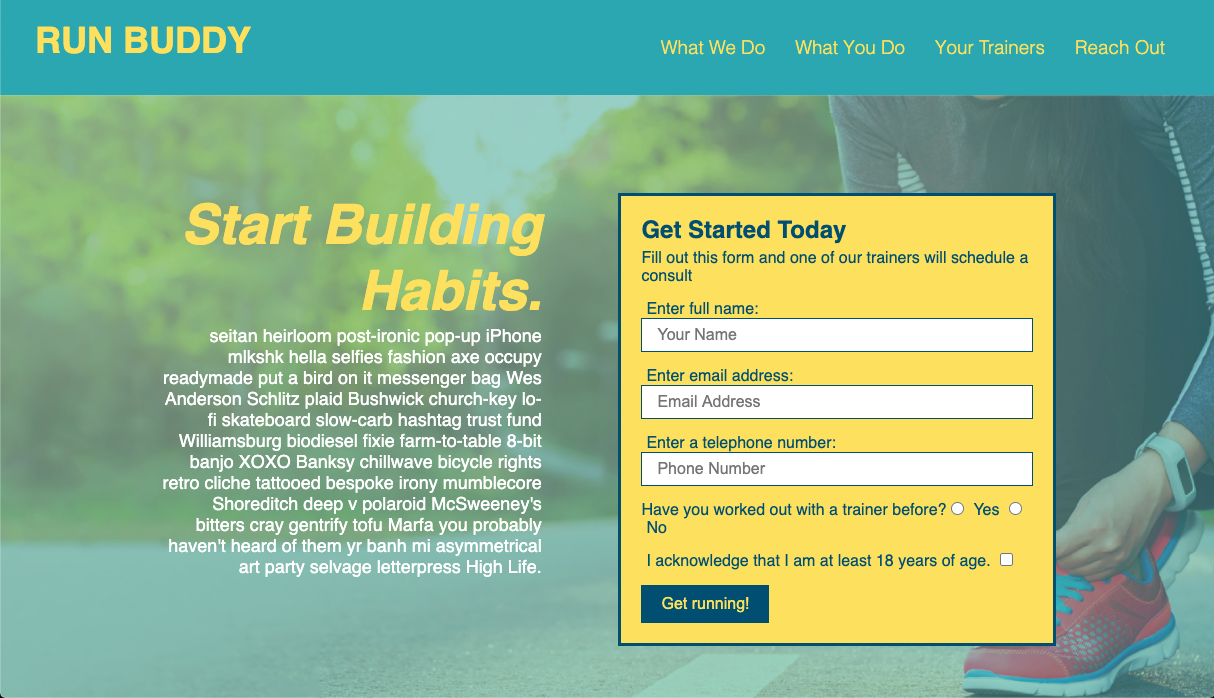 RUN BUDDY
What We Do
What You Do
Your Trainers
Reach Out
Start Building
Habits.
seitan heirloom post-ironic pop-up iPhone
mlkshk hella selfies fashion axe occupy
readymade put a bird on it messenger bag Wes
Anderson Schlitz plaid Bushwick church-key lo-
fi skateboard slow-carb hashtag trust fund
Williamsburg biodiesel fixie farm-to-table 8-bit
banjo XOXO Banksy chillwave bicycle rights
retro cliche tattooed bespoke irony mumblecore
Shoreditch deep v polaroid McSweeney's
bitters cray gentrify tofu Marfa you probably
haven't heard of them yr banh mi asymmetrical
art party selvage letterpress High Life.
Get Started Today
Fill out this form and one of our trainers will schedule a
consult
Enter full name:
Your Name
Enter email address:
Email Address
Enter a telephone number:
Phone Number
Have you worked out with a trainer before? Yes
No
I acknowledge that I am at least 18 years of age.
Get running!